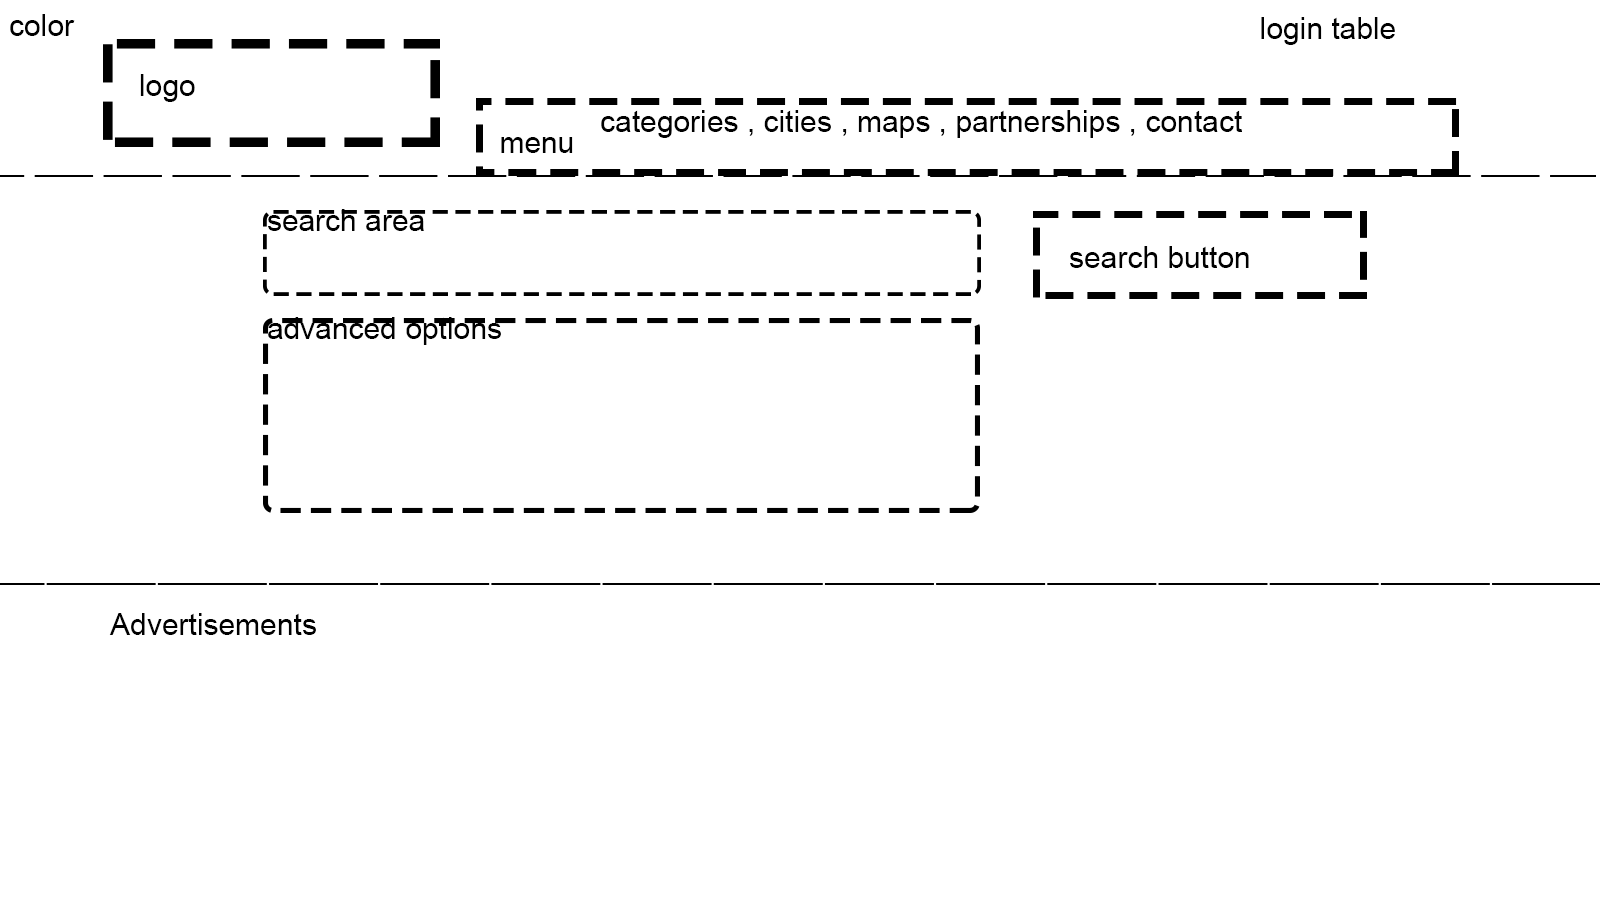 color
login table
logo
categories , cities , maps , partnerships , contact
menu
search area
search button
advanced options
Advertisements